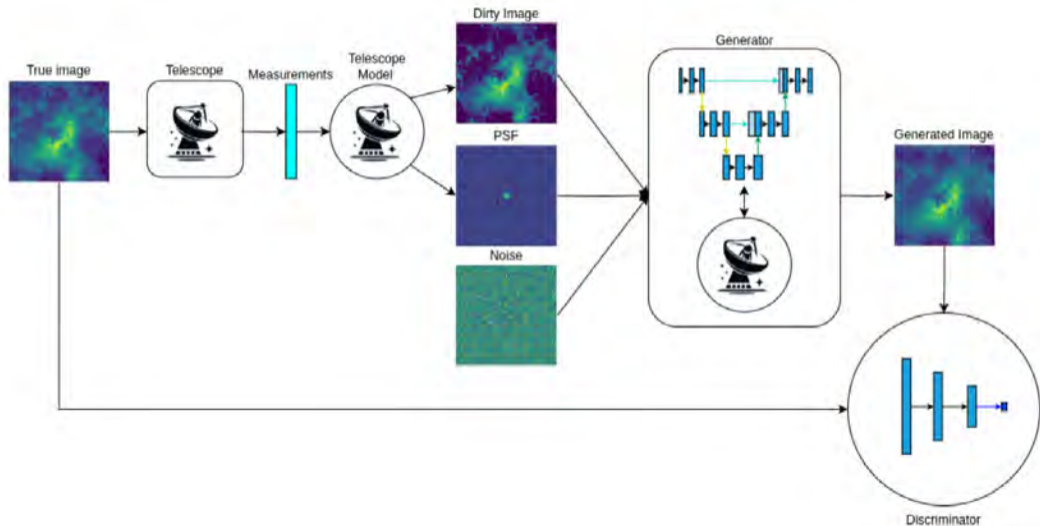 True image
Telescope
Measurements
Telescope
Model
Dirty Image
PSF
Noise
Generator
Generated Image
Discriminator